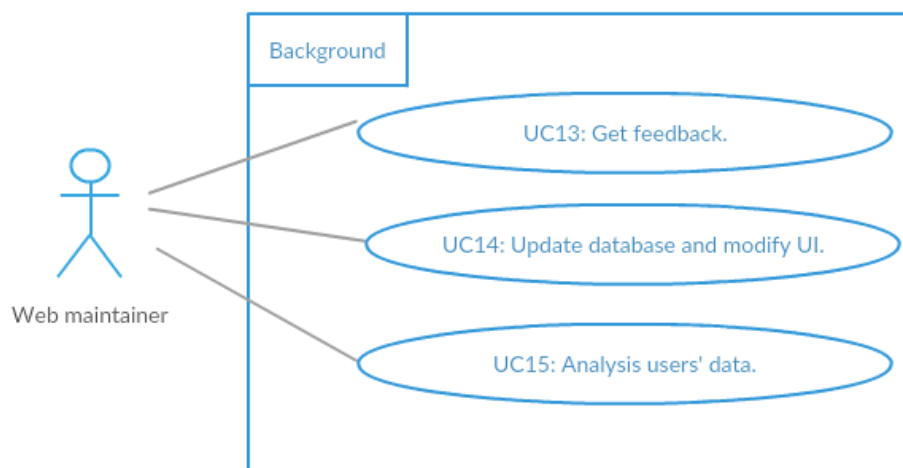 Background
UC13: Get feedback.
UC14: Update database and modify UI.
Web maintainer
UC15: Analysis users' data.